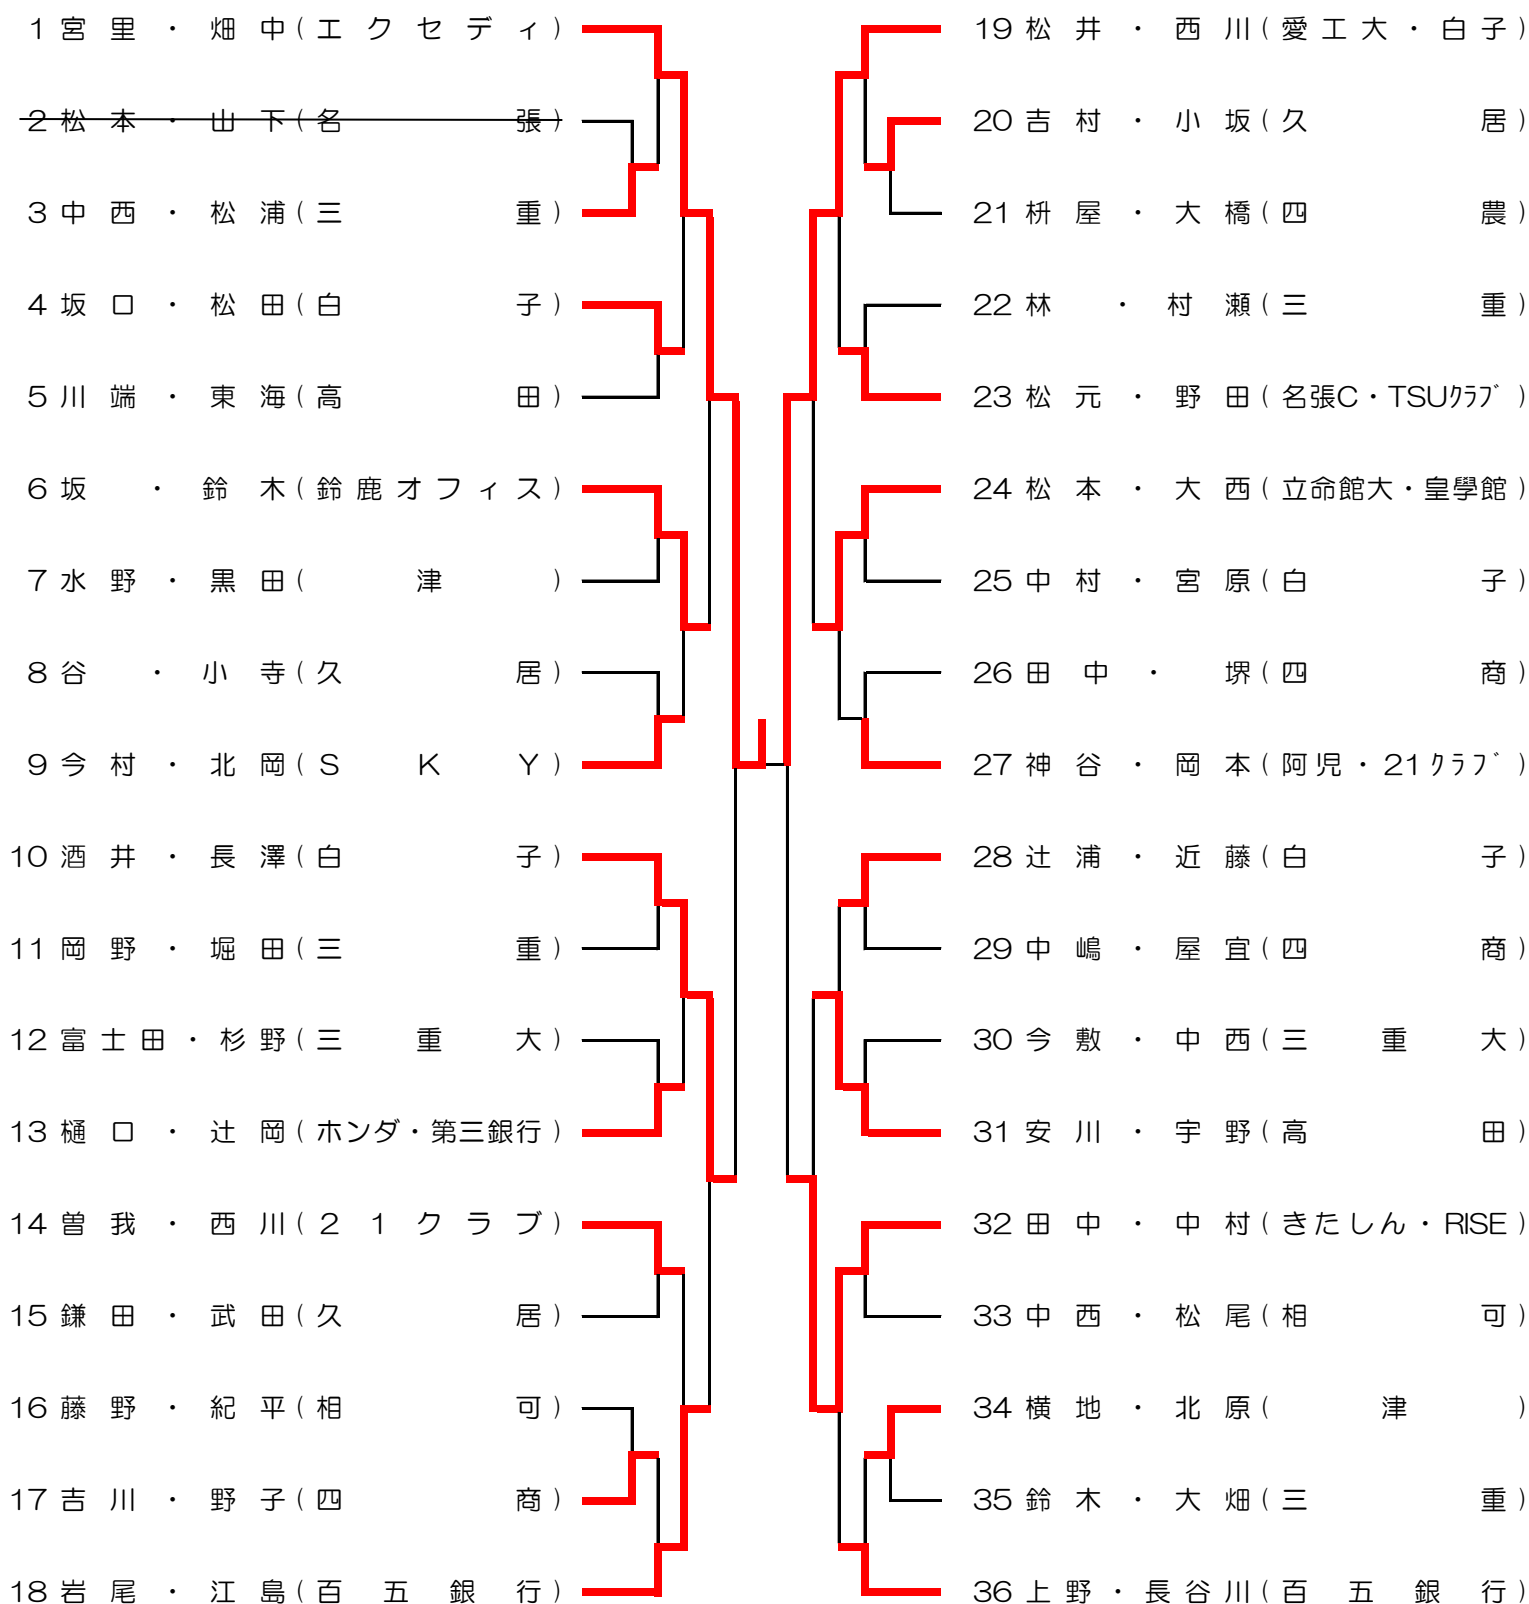 1 宮里・畑中(エクセディ)
2 松本・山下(名張)
3 中西・松浦(三重)
4 坂口・松田(白子)
5 川端・東海(高田)
6 坂・鈴木(鈴鹿オフィス)
7 水野・黒田(津)
8 谷・小寺(久居)
9 今村・北岡(SKY)
10 酒井・長澤(白子)
11 岡野・堀田(三重)
12 富士田・杉野(三重大)
13 樋口・辻岡(ホンダ・第三銀行)
14 曽我・西川(21クラブ)
15 鎌田・武田(久居)
16 藤野・紀平(相可)
17 吉川・野子(四商)
18 岩尾・江島(百五銀行)
19 松井・西川(愛工大・白子)
20 吉村・小坂(久居)
21 枡屋・大橋(四農)
22 林・村瀬(三重)
23 松元・野田(名張C・TSUクラブ)
24 松本・大西(立命館大・皇學館)
25 中村・宮原(白子)
26 田中・堺(四商)
27 神谷・岡本(阿児・21クラブ)
28 辻浦・近藤(白子)
29 中嶋・屋宜(四商)
30 今敷・中西(三重大)
31 安川・宇野(高田)
32 田中・中村(きたしん・RISE)
33 中西・松尾(相可)
34 横地・北原(津)
35 鈴木・大畑(三重)
36 上野・長谷川(百五銀行)